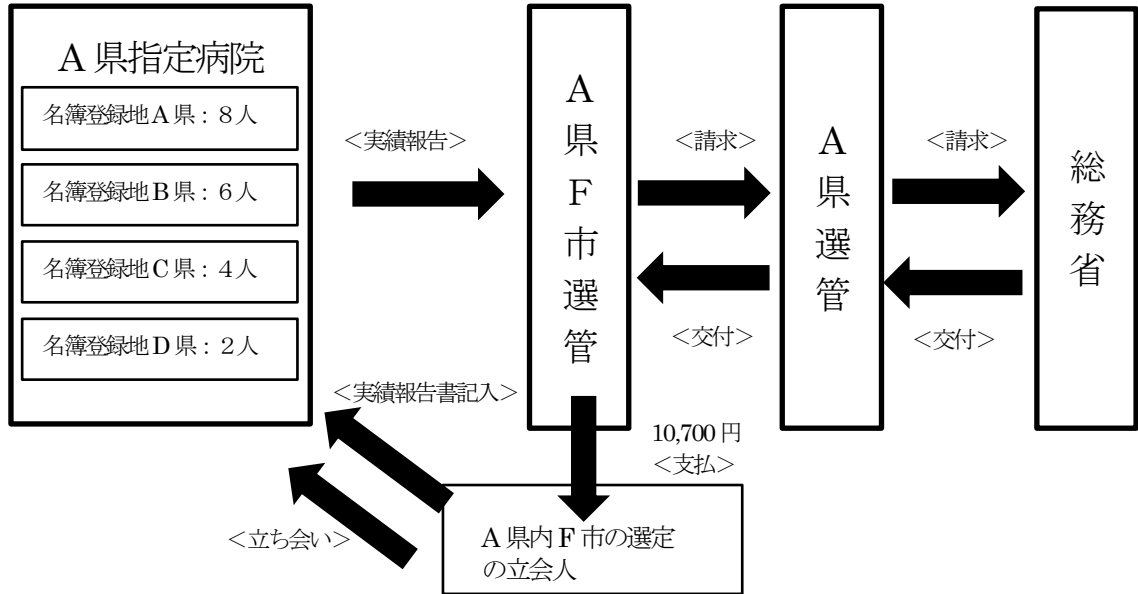 A県指定病院
名簿登録地A県：８人
名簿登録地B県：６人
名簿登録地C県：４人
名簿登録地D県：２人
＜実績報告＞
A県F市選管
＜請求＞
＜交付＞
A県選管
＜請求＞
＜交付＞
総務省
＜実績報告書記入＞
10,700円
＜支払＞
＜立ち会い＞
A県内F市の選定
の立会人